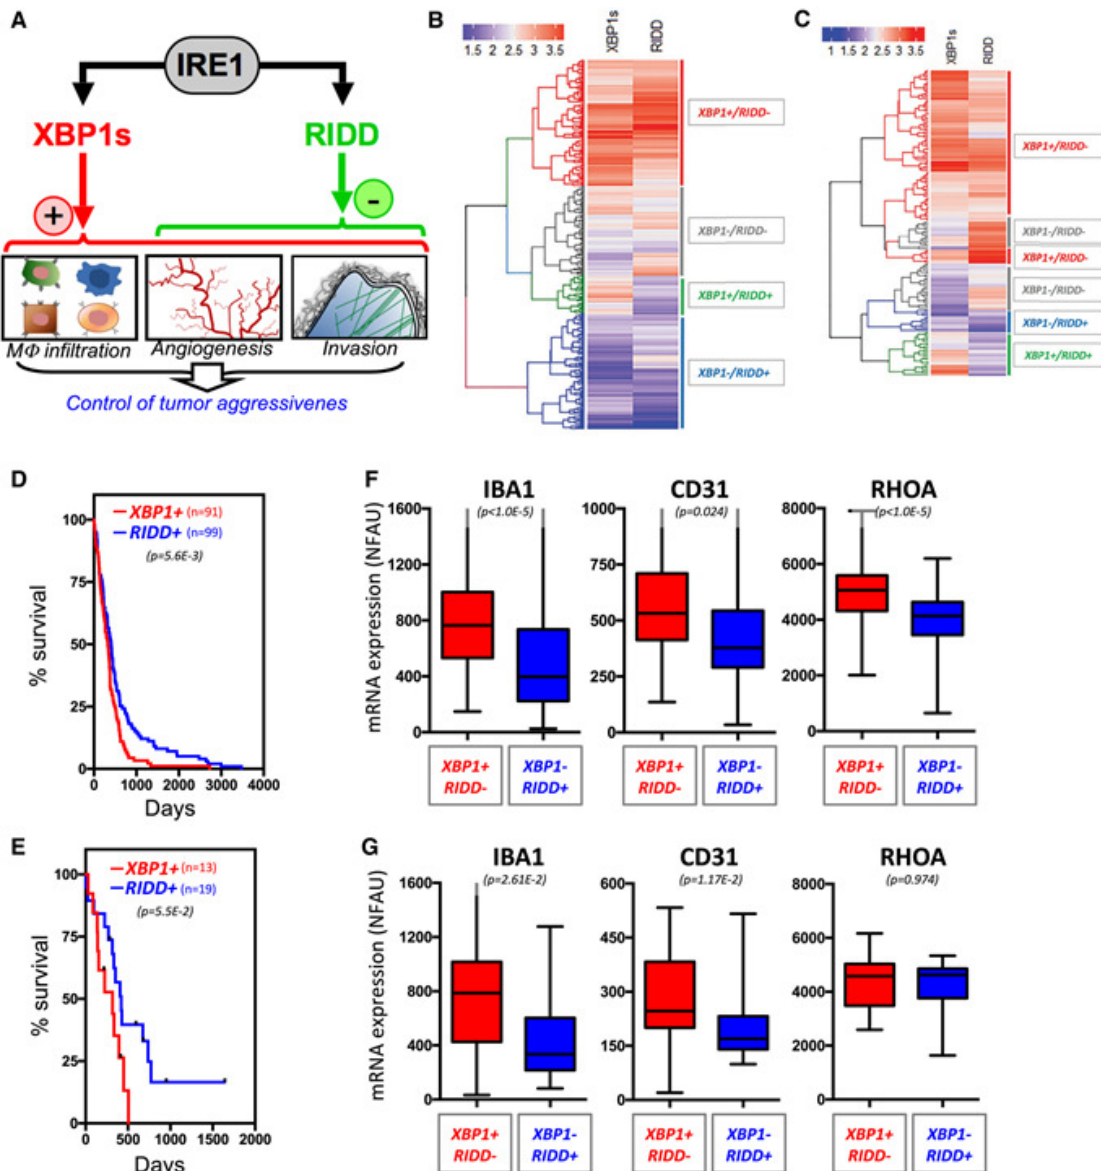 A
IRE1
XBP1s
RIDD
+
-
MΦ infiltration
Angiogenesis
Invasion
Control of tumor aggressivenes
B
1.5 2 2.5 3 3.5
XBP1s
RIDD
XBP1+/RIDD-
XBP1-/RIDD-
XBP1+/RIDD+
XBP1-/RIDD+
C
1 1.5 2 2.5 3 3.5
XBP1s
RIDD
XBP1+/RIDD-
XBP1-/RIDD-
XBP1+/RIDD-
XBP1-/RIDD-
XBP1-/RIDD+
XBP1+/RIDD+
D
XBP1+ (n=91)
RIDD+ (n=99)
(p=5.6E-3)
% survival
100
75
50
25
0
0 1000 2000 3000 4000
Days
E
XBP1+ (n=13)
RIDD+ (n=19)
(p=5.5E-2)
% survival
100
75
50
25
0
0 500 1000 1500 2000
Days
F
mRNA expression (NFAU)
IBA1
(p<1.0E-5)
1600
1200
800
400
0
XBP1+
RIDD-
XBP1-
RIDD+
CD31
(p=0.024)
1000
750
500
250
0
XBP1+
RIDD-
XBP1-
RIDD+
RHOA
(p<1.0E-5)
8000
6000
4000
2000
0
XBP1+
RIDD-
XBP1-
RIDD+
G
mRNA expression (NFAU)
IBA1
(p=2.61E-2)
1600
1200
800
400
0
XBP1+
RIDD-
XBP1-
RIDD+
CD31
(p=1.17E-2)
600
450
300
150
0
XBP1+
RIDD-
XBP1-
RIDD+
RHOA
(p=0.974)
8000
6000
4000
2000
0
XBP1+
RIDD-
XBP1-
RIDD+